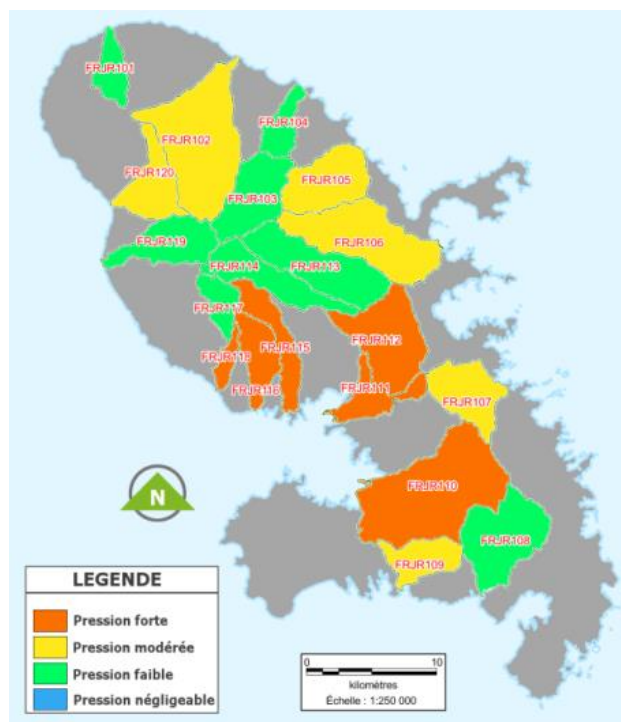 FRJR101
FRJR104
FRJR102
FRJR120
FRJR105
FRJR103
FRJR119
FRJR106
FRJR114
FRJR113
FRJR117
FRJR118
FRJR115
FRJR112
FRJR116
FRJR111
FRJR107
FRJR110
FRJR108
FRJR109
N
LEGENDE
Pression forte
Pression modérée
Pression faible
Pression négligeable
0 10
kilomètres
Échelle : 1:250 000